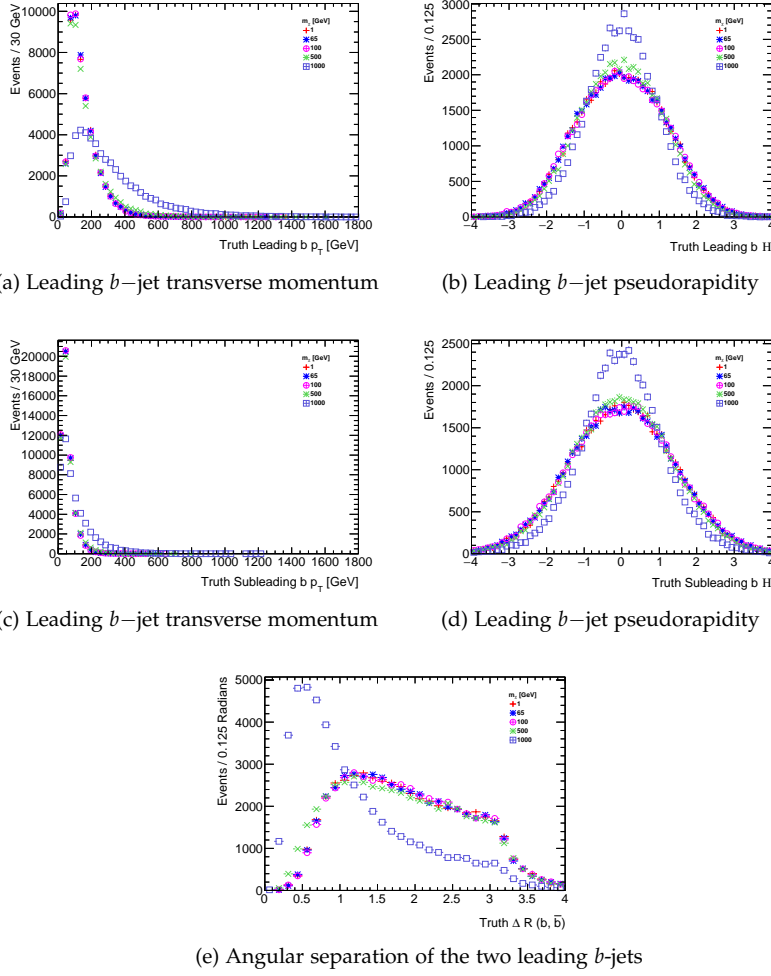 Events / 30 GeV
10000
8000
6000
4000
2000
0
m [GeV]
1
65
100
500
1000
0 200 400 600 800 1000 1200 1400 1600 1800
Truth Leading b p_T [GeV]
Events / 0.125
3000
2500
2000
1500
1000
500
0
m [GeV]
1
65
100
500
1000
−4 −3 −2 −1 0 1 2 3 4
Truth Leading b H
(a) Leading b−jet transverse momentum
(b) Leading b−jet pseudorapidity
Events / 30 GeV
20000
18000
16000
14000
12000
10000
8000
6000
4000
2000
0
m [GeV]
1
65
100
500
1000
0 200 400 600 800 1000 1200 1400 1600 1800
Truth Subleading b p_T [GeV]
Events / 0.125
2500
2000
1500
1000
500
0
m [GeV]
1
65
100
500
1000
−4 −3 −2 −1 0 1 2 3 4
Truth Subleading b H
(c) Leading b−jet transverse momentum
(d) Leading b−jet pseudorapidity
Events / 0.125 Radians
5000
4000
3000
2000
1000
0
m [GeV]
1
65
100
500
1000
0 0.5 1 1.5 2 2.5 3 3.5 4
Truth Δ R (b, b̅)
(e) Angular separation of the two leading b-jets